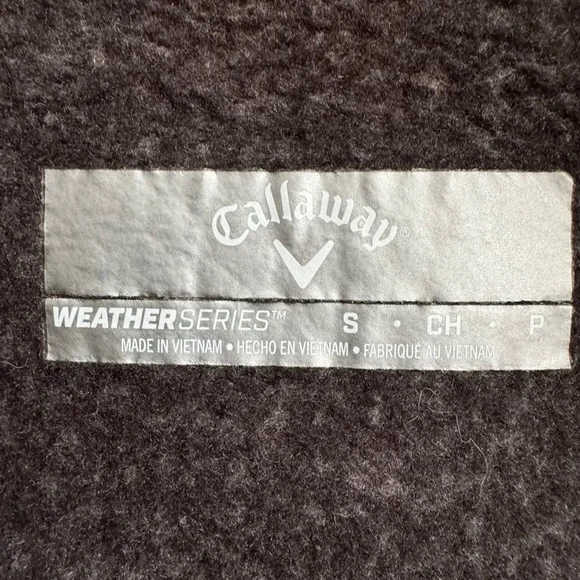 Callaway®
WEATHERSERIES™ S • CH • P
MADE IN VIETNAM • HECHO EN VIETNAM • FABRIQUÉ AU VIETNAM